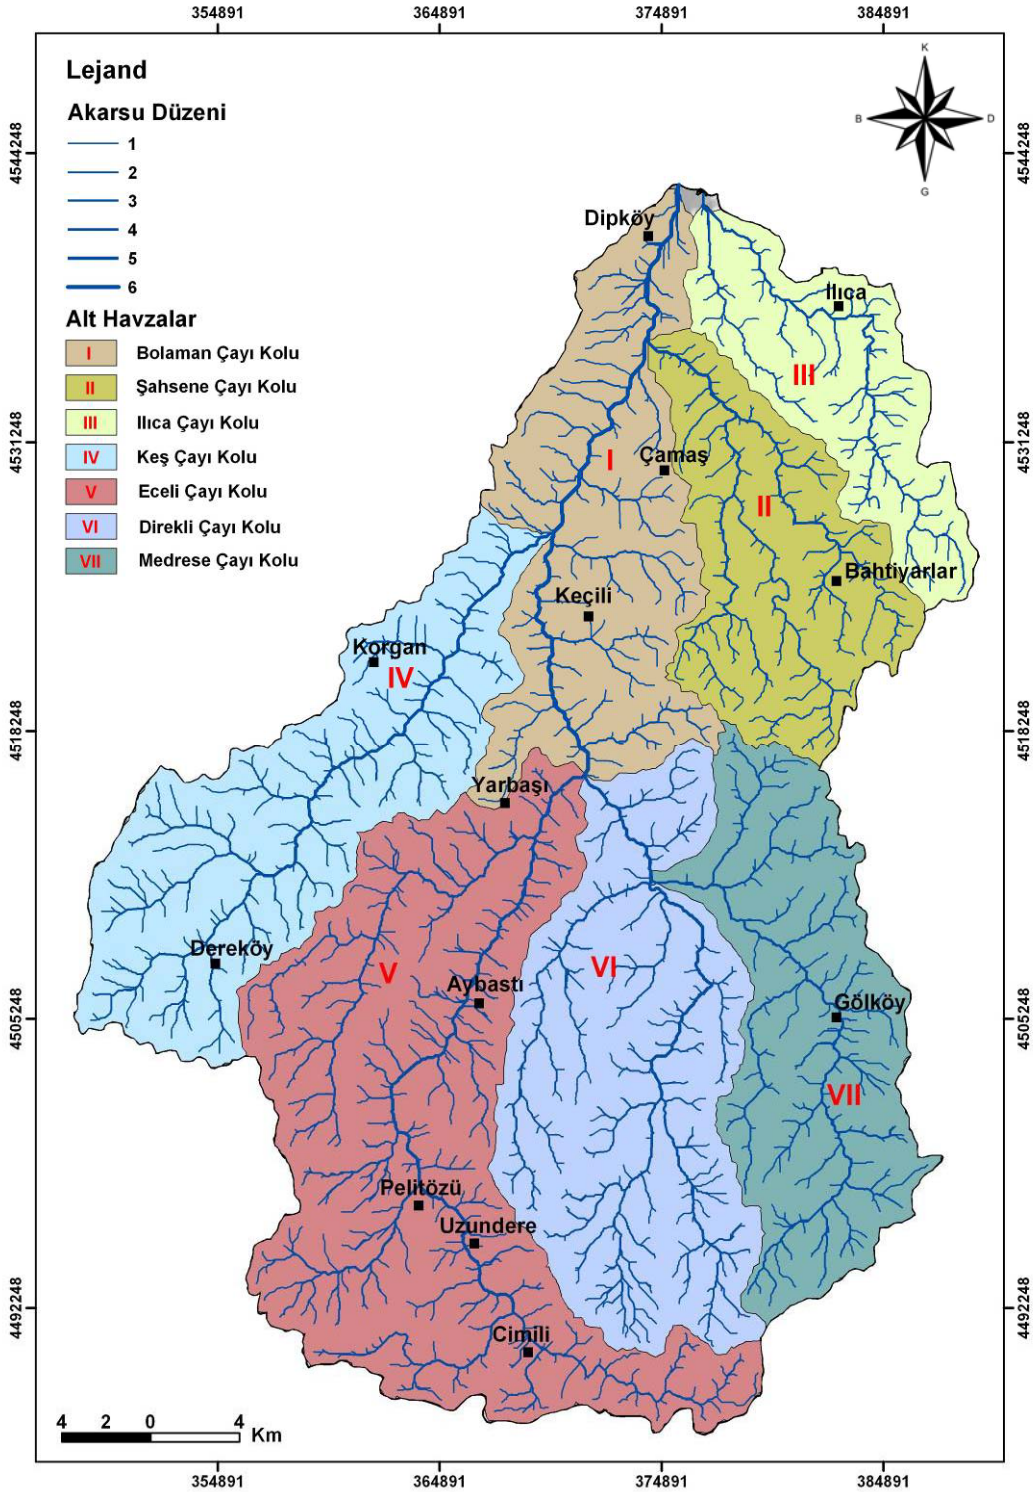 354891 364891 374891 384891
Lejand
Akarsu Düzeni
1
2
3
4
5
6
Alt Havzalar
I Bolaman Çayı Kolu
II Şahsene Çayı Kolu
III Ilıca Çayı Kolu
IV Keş Çayı Kolu
V Eceli Çayı Kolu
VI Direkli Çayı Kolu
VII Medrese Çayı Kolu
K
B D
G
4544248 4544248
Dipköy
Ilıca
III
4531248 4531248
I
Çamaş
II
Bahtiyarlar
Keçili
Korgan
IV
4518248 4518248
Yarbaşı
Dereköy
V
VI
Aybastı
Gölköy
4505248 4505248
VII
Pelitözü
Uzundere
4492248 4492248
Cimili
4 2 0 4
Km
354891 364891 374891 384891